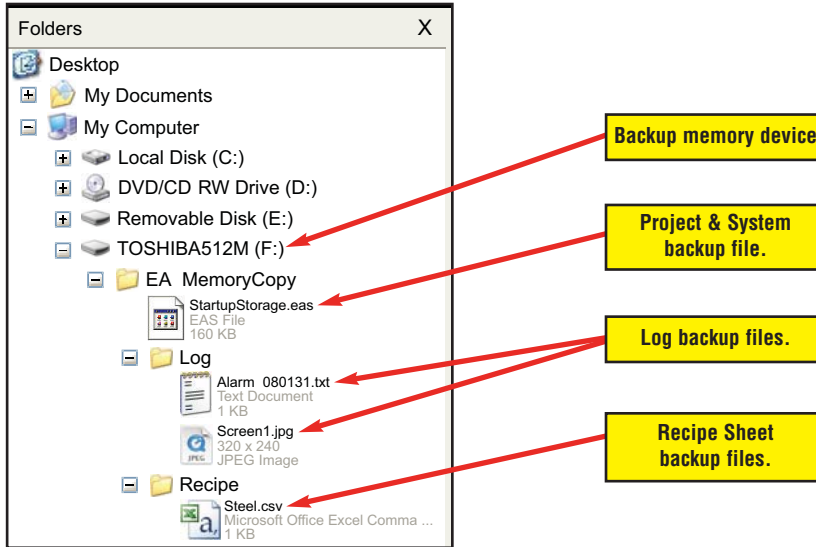 Folders X
Desktop
My Documents
My Computer
Local Disk (C:)
DVD/CD RW Drive (D:)
Removable Disk (E:)
TOSHIBA512M (F:)
EA MemoryCopy
StartupStorage.eas
EAS File
160 KB
Log
Alarm 080131.txt
Text Document
1 KB
Screen1.jpg
320 x 240
JPEG Image
JPEG
Recipe
Steel.csv
Microsoft Office Excel Comma ...
1 KB
a,
Backup memory device
Project & System
backup file.
Log backup files.
Recipe Sheet
backup files.